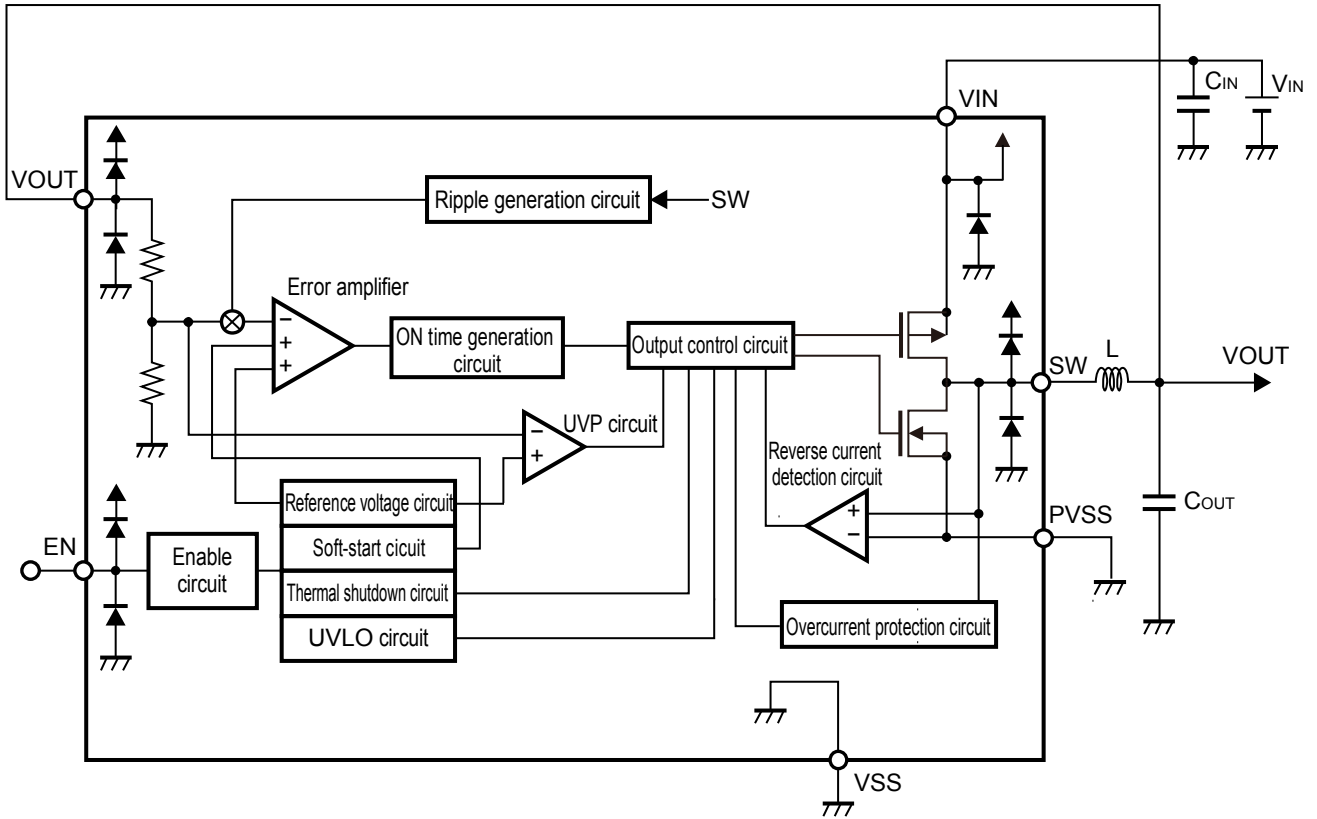 CIN
VIN
VIN
VOUT
Ripple generation circuit
SW
Error amplifier
−
+
+
ON time generation
circuit
Output control circuit
SW
L
VOUT
UVP circuit
−
+
Reverse current
detection circuit
+
−
Reference voltage circuit
Soft-start cicuit
Thermal shutdown circuit
UVLO circuit
EN
Enable
circuit
PVSS
COUT
Overcurrent protection circuit
VSS